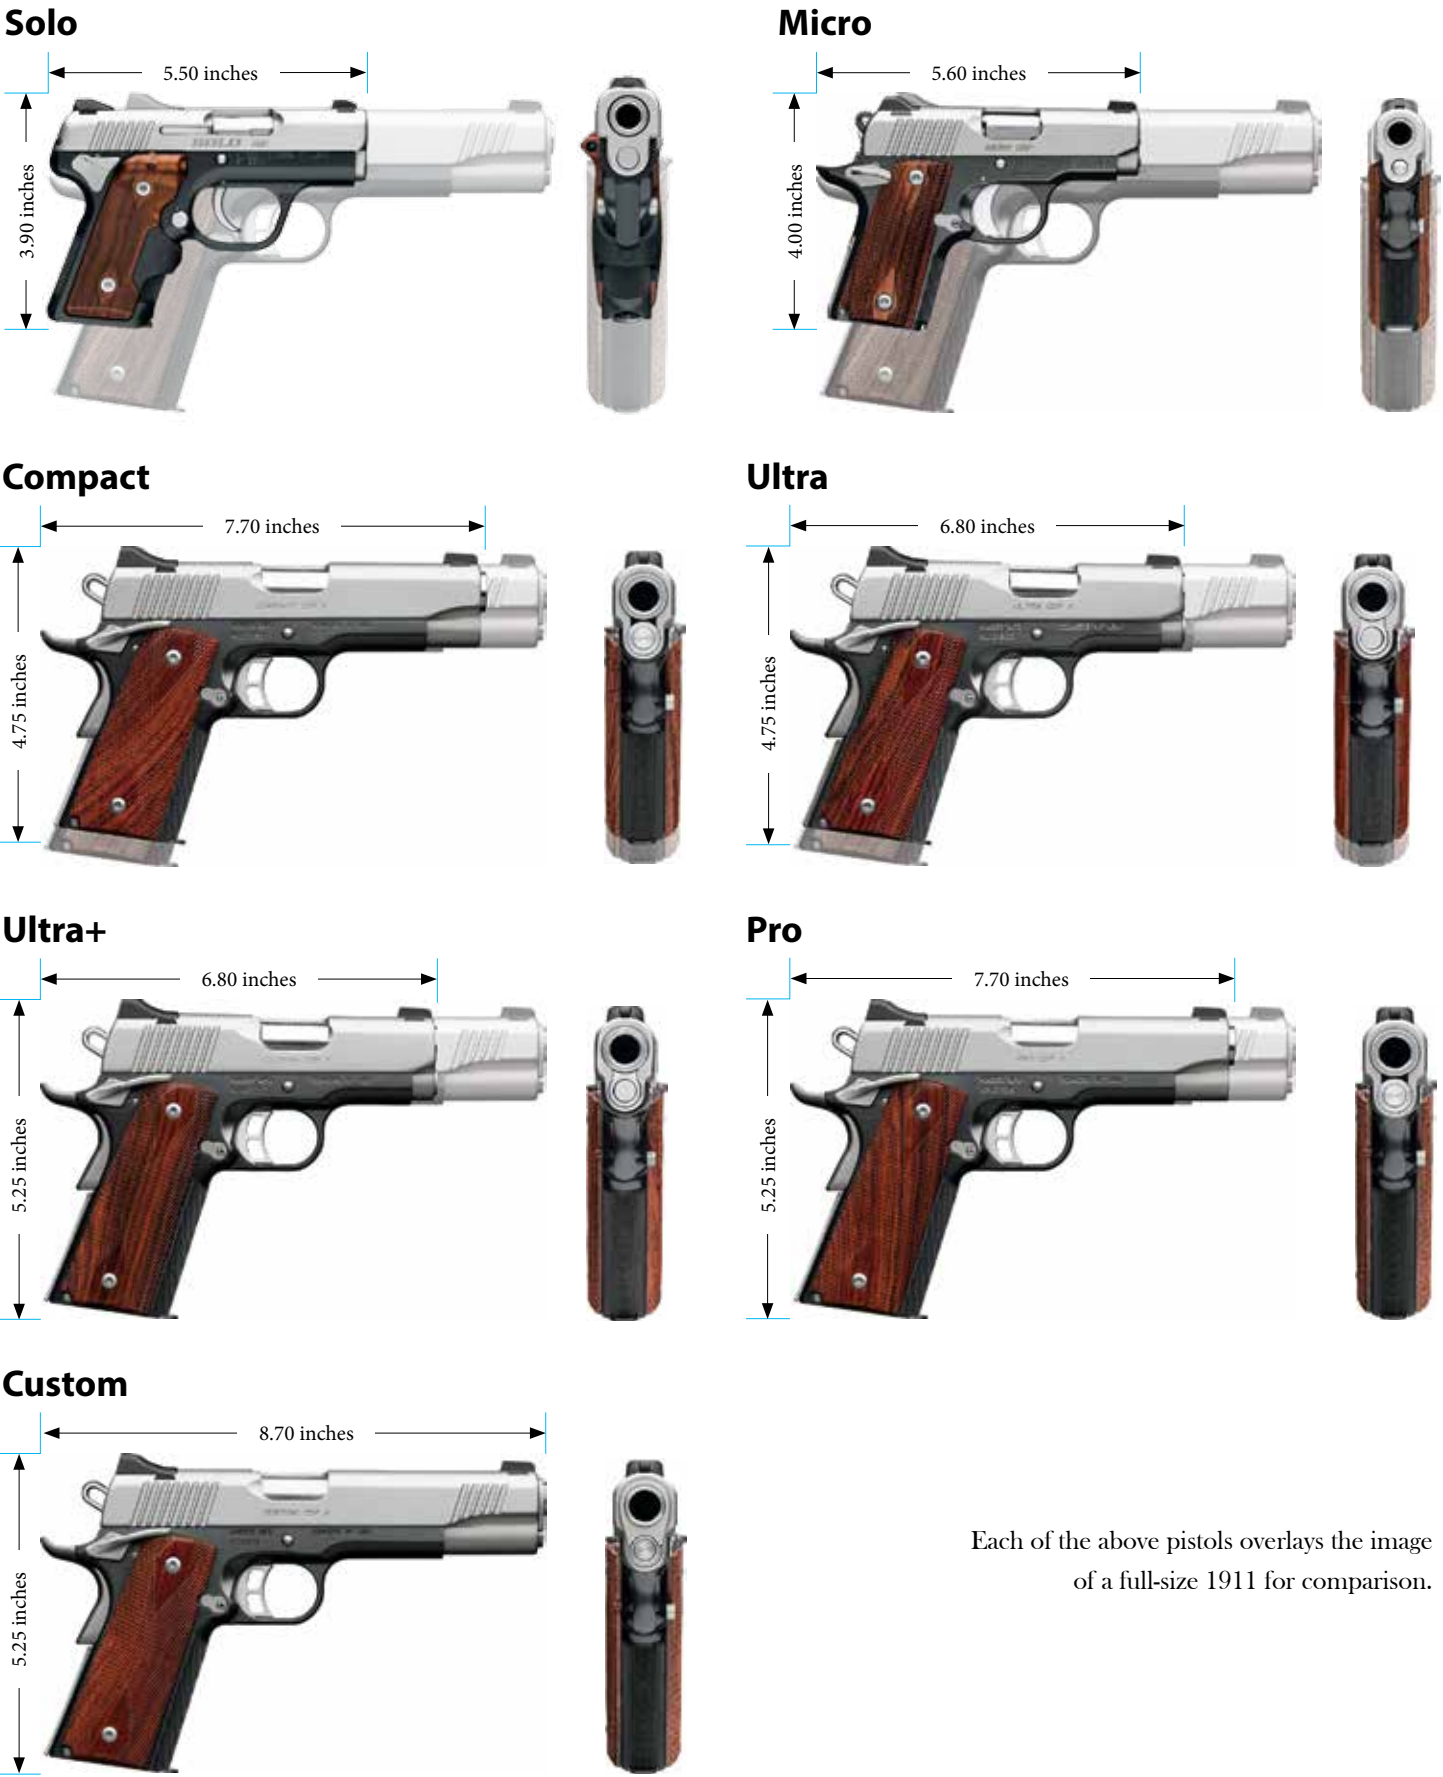 Solo
Micro
5.50 inches
5.60 inches
3.90 inches
4.00 inches
SOLO
Compact
Ultra
7.70 inches
6.80 inches
4.75 inches
4.75 inches
Ultra+
Pro
6.80 inches
7.70 inches
5.25 inches
5.25 inches
Custom
8.70 inches
5.25 inches
Each of the above pistols overlays the image
of a full-size 1911 for comparison.